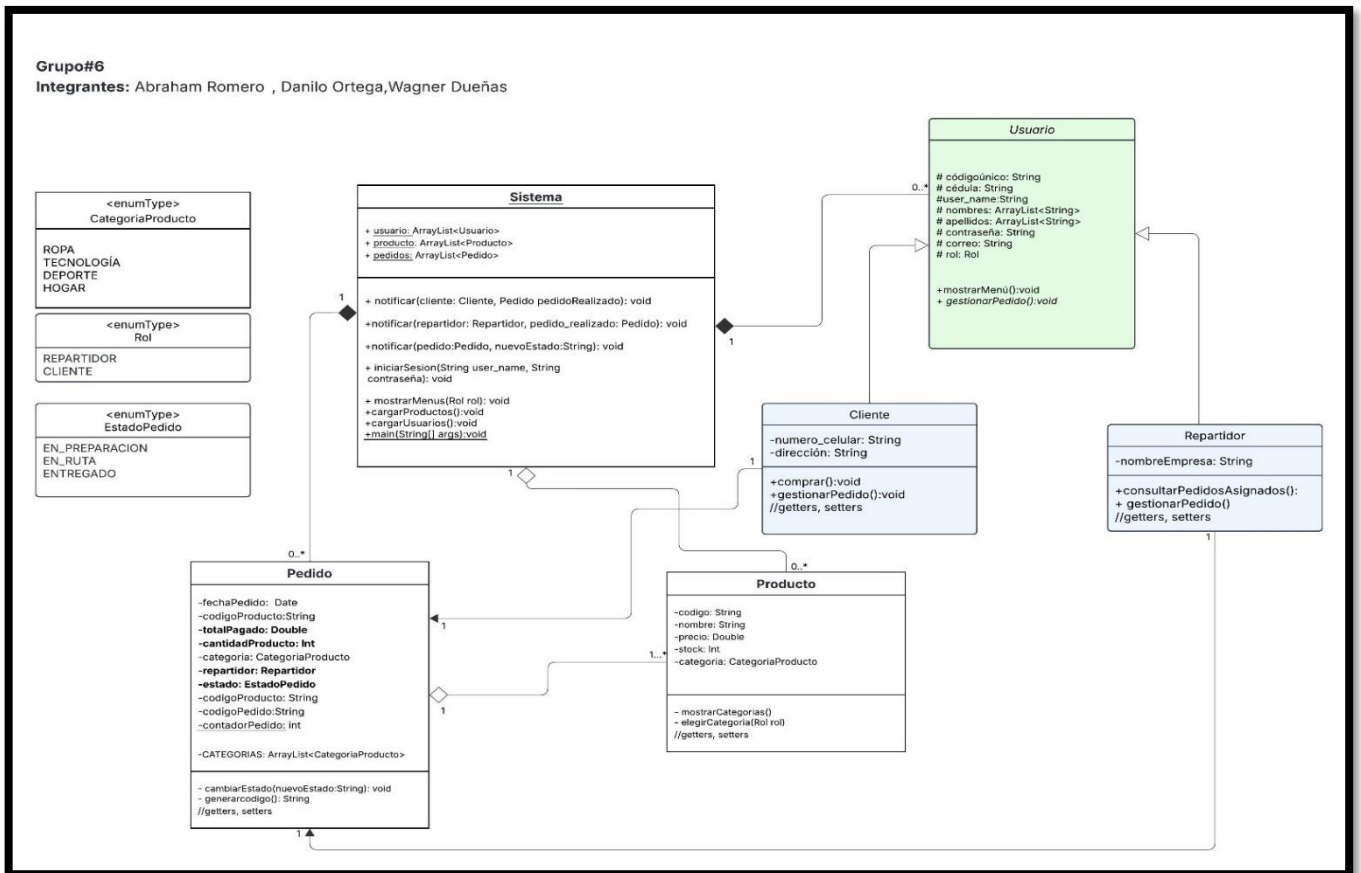 Grupo#6
Integrantes: Abraham Romero , Danilo Ortega,Wagner Dueñas
<enumType>
CategoriaProducto
ROPA
TECNOLOGÍA
DEPORTE
HOGAR
<enumType>
Rol
REPARTIDOR
CLIENTE
<enumType>
EstadoPedido
EN_PREPARACION
EN_RUTA
ENTREGADO
Sistema
+ usuario: ArrayList<Usuario>
+ producto: ArrayList<Producto>
+ pedidos: ArrayList<Pedido>
+ notificar(cliente: Cliente, Pedido pedidoRealizado): void
+notificar(repartidor: Repartidor, pedido_realizado: Pedido): void
+notificar(pedido:Pedido, nuevoEstado:String): void
+ iniciarSesion(String user_name, String
contraseña): void
+ mostrarMenus(Rol rol): void
+cargarProductos():void
+cargarUsuarios():void
+main(String[] args):void
1
1
1
0..*
0..*
Usuario
# códigoúnico: String
# cédula: String
#user_name:String
# nombres: ArrayList<String>
# apellidos: ArrayList<String>
# contraseña: String
# correo: String
# rol: Rol
+mostrarMenú():void
+ gestionarPedido():void
Cliente
-numero_celular: String
-dirección: String
+comprar():void
+gestionarPedido():void
//getters, setters
1
Repartidor
-nombreEmpresa: String
+consultarPedidosAsignados():
+ gestionarPedido()
//getters, setters
1
Pedido
-fechaPedido: Date
-codigoProducto:String
-totalPagado: Double
-cantidadProducto: Int
-categoria: CategoriaProducto
-repartidor: Repartidor
-estado: EstadoPedido
-codigoProducto: String
-codigoPedido:String
-contadorPedido: int
-CATEGORIAS: ArrayList<CategoriaProducto>
- cambiarEstado(nuevoEstado:String): void
- generarcodigo(): String
//getters, setters
1
1
1
0..*
1...*
Producto
-codigo: String
-nombre: String
-precio: Double
-stock: Int
-categoria: CategoriaProducto
- mostrarCategorias()
- elegirCategoria(Rol rol)
//getters, setters